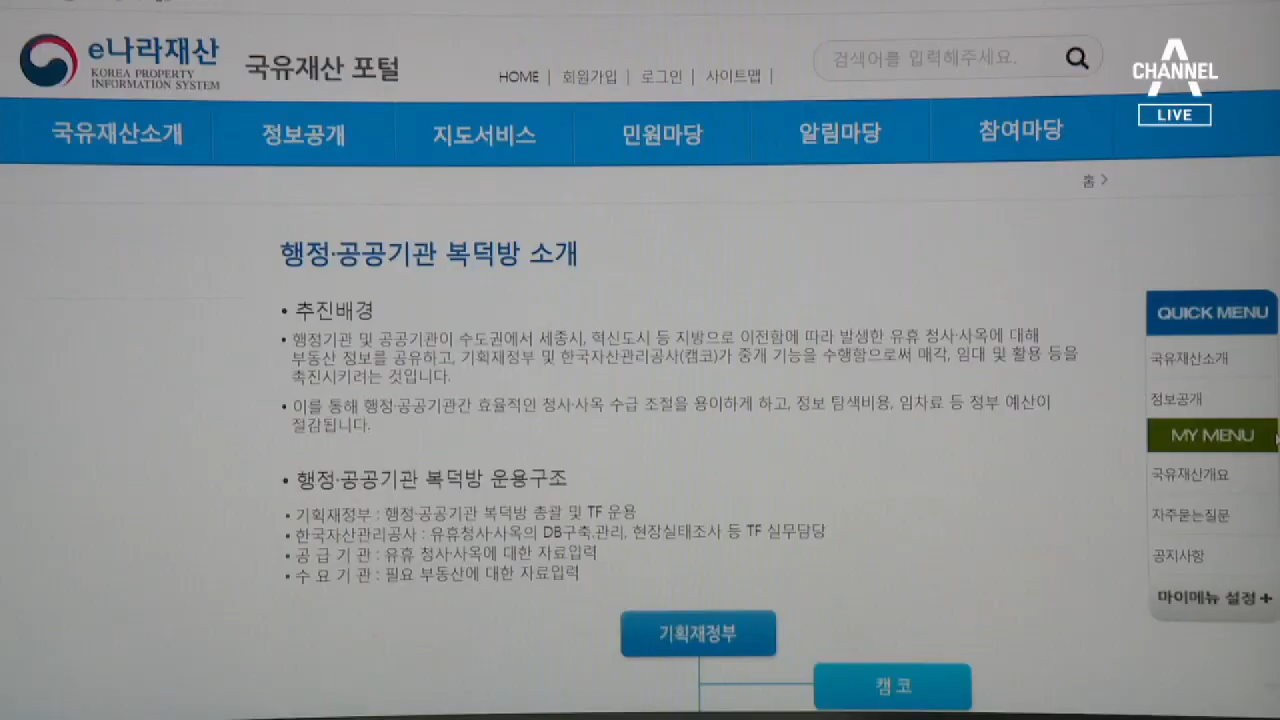 e나라재산
KOREA PROPERTY
INFORMATION SYSTEM
국유재산 포털
HOME | 회원가입 | 로그인 | 사이트맵 |
검색어를 입력해주세요.
CHANNEL A
LIVE
국유재산소개 정보공개 지도서비스 민원마당 알림마당 참여마당
홈 >
행정·공공기관 복덕방 소개
• 추진배경
• 행정기관 및 공공기관이 수도권에서 세종시, 혁신도시 등 지방으로 이전함에 따라 발생한 유휴 청사·사옥에 대해
부동산 정보를 공유하고, 기획재정부 및 한국자산관리공사(캠코)가 중개 기능을 수행함으로써 매각, 임대 및 활용 등을
촉진시키려는 것입니다.
• 이를 통해 행정·공공기관간 효율적인 청사·사옥 수급 조절을 용이하게 하고, 정보 탐색비용, 임차료 등 정부 예산이
절감됩니다.
• 행정·공공기관 복덕방 운용구조
• 기획재정부 : 행정·공공기관 복덕방 총괄 및 TF 운용
• 한국자산관리공사 : 유휴청사·사옥의 DB구축.관리, 현장실태조사 등 TF 실무담당
• 공 급 기 관 : 유휴 청사·사옥에 대한 자료입력
• 수 요 기 관 : 필요 부동산에 대한 자료입력
기획재정부
캠 코
QUICK MENU
국유재산소개
정보공개
MY MENU
국유재산개요
자주묻는질문
공지사항
마이메뉴 설정 +